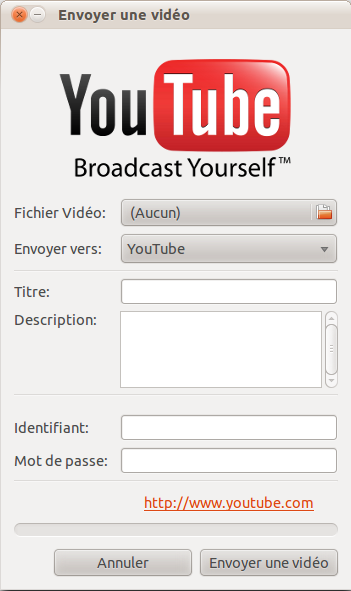 Envoyer une vidéo
YouTube
Broadcast Yourself™
Fichier Vidéo: (Aucun)
Envoyer vers: YouTube
Titre:
Description:
Identifiant:
Mot de passe:
http://www.youtube.com
Annuler Envoyer une vidéo